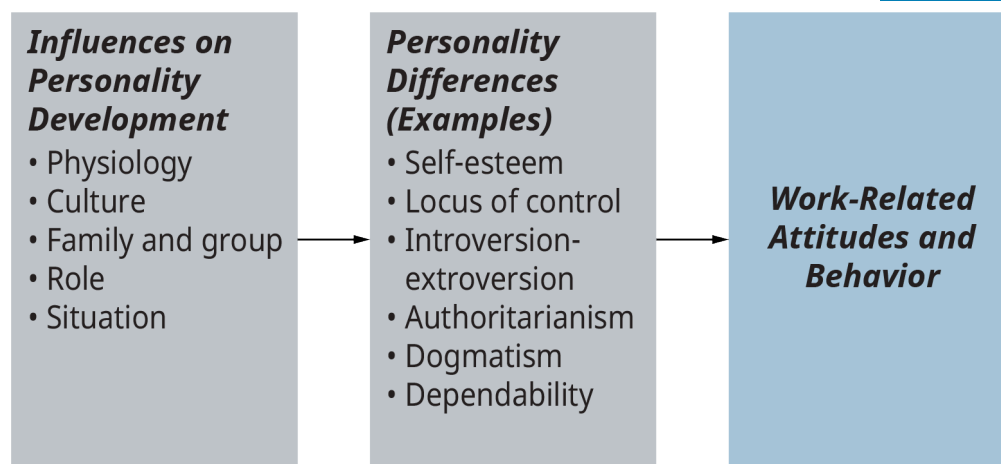 Influences on
Personality
Development
• Physiology
• Culture
• Family and group
• Role
• Situation
Personality
Differences
(Examples)
• Self-esteem
• Locus of control
• Introversion-
extroversion
• Authoritarianism
• Dogmatism
• Dependability
Work-Related
Attitudes and
Behavior